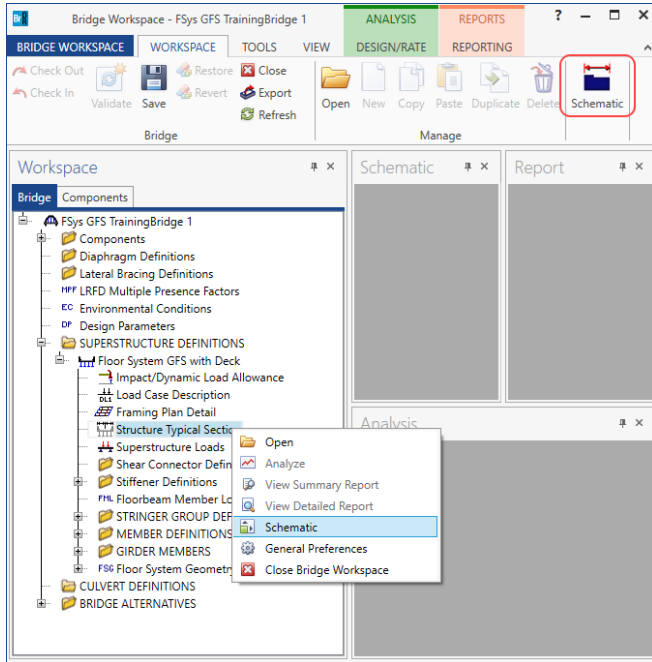 BrR Bridge Workspace - FSys GFS TrainingBridge 1 ANALYSIS REPORTS ?
BRIDGE WORKSPACE WORKSPACE TOOLS VIEW DESIGN/RATE REPORTING
Check Out Restore Close
Check In Revert Export
Validate Save Refresh Open New Copy Paste Duplicate Delete Schematic
Bridge Manage
Workspace Schematic Report
Bridge Components
FSys GFS TrainingBridge 1
Components
Diaphragm Definitions
Lateral Bracing Definitions
MPF LRFD Multiple Presence Factors
EC Environmental Conditions
DP Design Parameters
SUPERSTRUCTURE DEFINITIONS
Floor System GFS with Deck
Impact/Dynamic Load Allowance
DL1 Load Case Description
Framing Plan Detail
Structure Typical Sectio
Analysis
Superstructure Loads
Shear Connector Defin
Stiffener Definitions
FML Floorbeam Member Lo
STRINGER GROUP DEF
MEMBER DEFINITIONS
GIRDER MEMBERS
FSG Floor System Geometry
CULVERT DEFINITIONS
BRIDGE ALTERNATIVES
Open
Analyze
View Summary Report
View Detailed Report
Schematic
General Preferences
Close Bridge Workspace